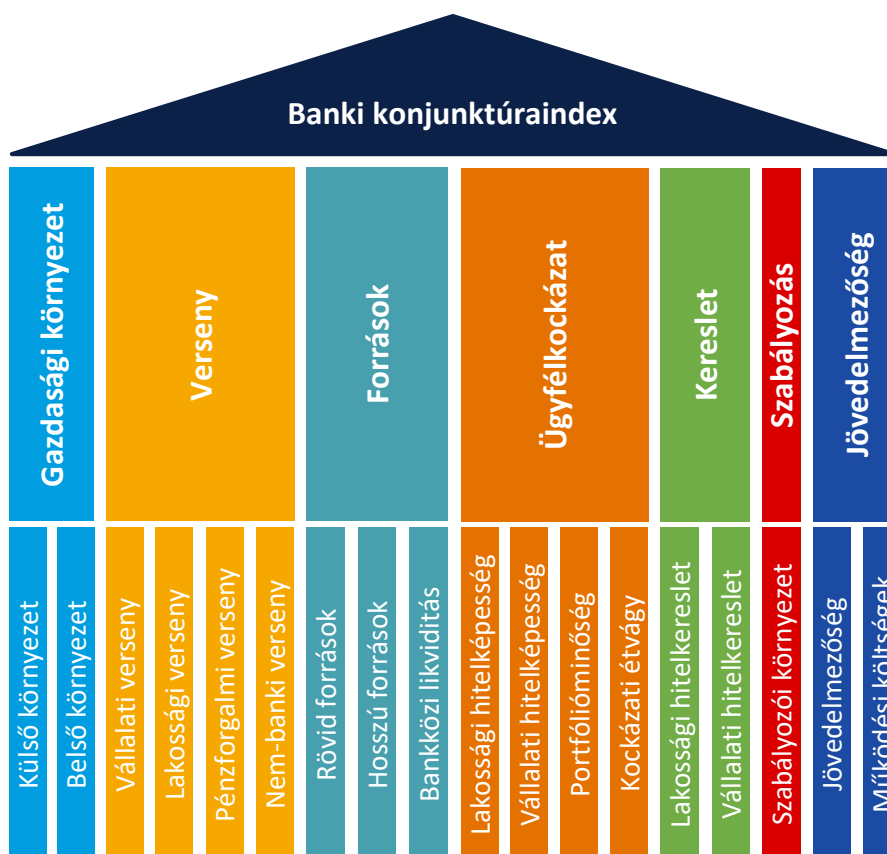 Banki konjunktúraindex
Gazdasági környezet
Verseny
Források
Ügyfélkockázat
Kereslet
Szabályozás
Jövedelmezőség
Külső környezet
Belső környezet
Vállalati verseny
Lakossági verseny
Pénzforgalmi verseny
Nem-banki verseny
Rövid források
Hosszú források
Bankközi likviditás
Lakossági hitelképesség
Vállalati hitelképesség
Portfólióminőség
Kockázati étvágy
Lakossági hitelkereslet
Vállalati hitelkereslet
Szabályozói környezet
Jövedelmezőség
Működési költségek